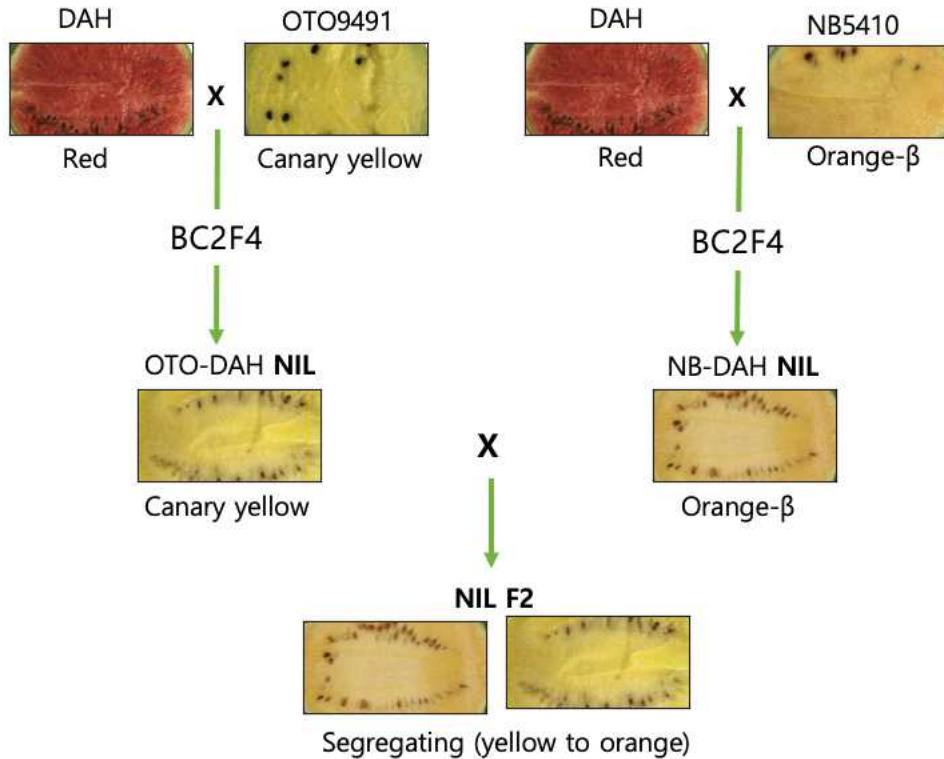 DAH
OTO9491
X
Red
Canary yellow
BC2F4
OTO-DAH NIL
Canary yellow
DAH
NB5410
X
Red
Orange-β
BC2F4
NB-DAH NIL
Orange-β
X
NIL F2
Segregating (yellow to orange)